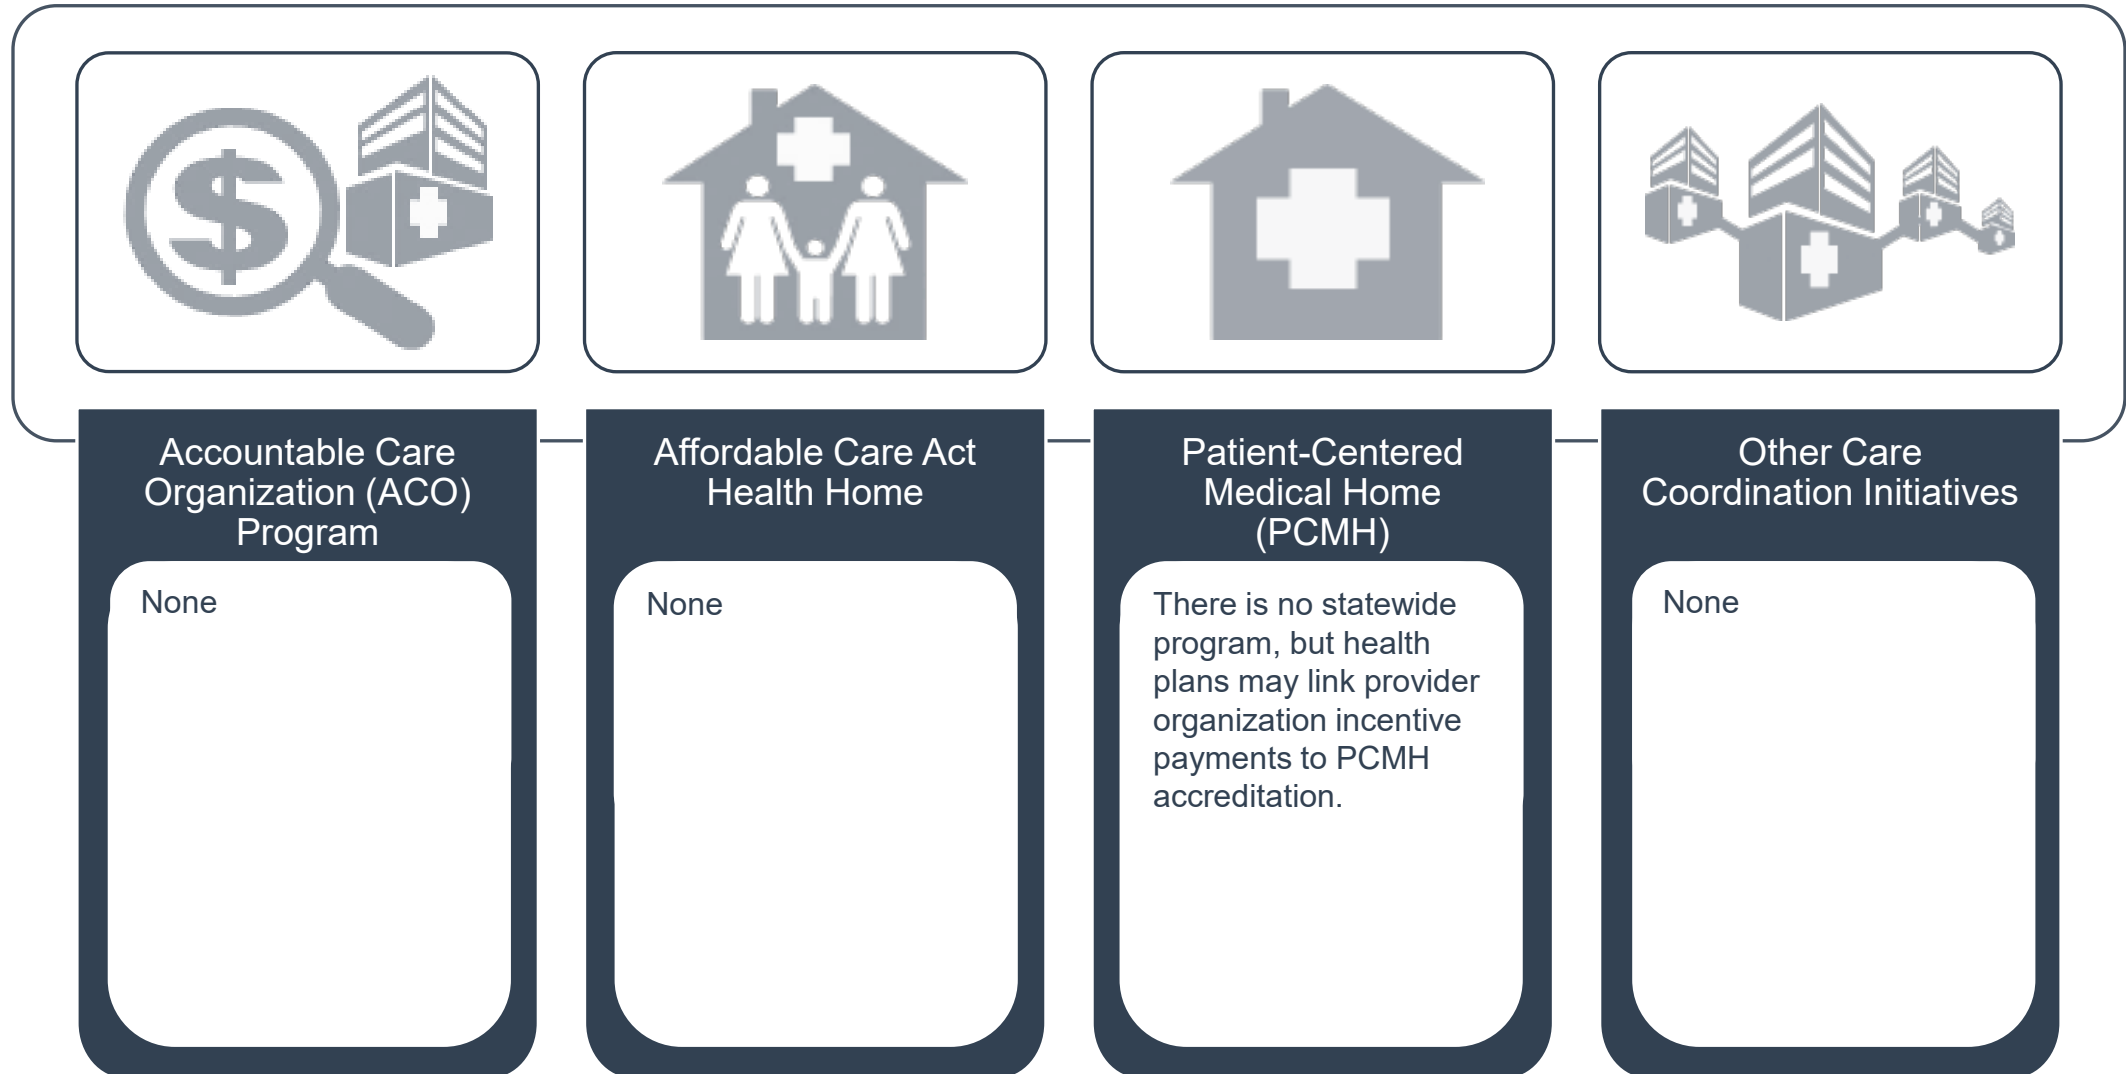 Accountable Care
Organization (ACO)
Program
None
Affordable Care Act
Health Home
None
Patient-Centered
Medical Home
(PCMH)
There is no statewide
program, but health
plans may link provider
organization incentive
payments to PCMH
accreditation.
Other Care
Coordination Initiatives
None
$